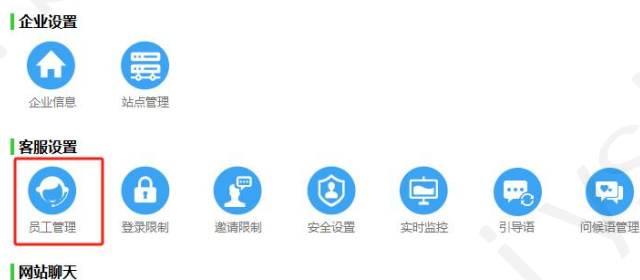 企业设置
企业信息 站点管理
客服设置
员工管理 登录限制 邀请限制 安全设置 实时监控 引导语 问候语管理
网站聊天